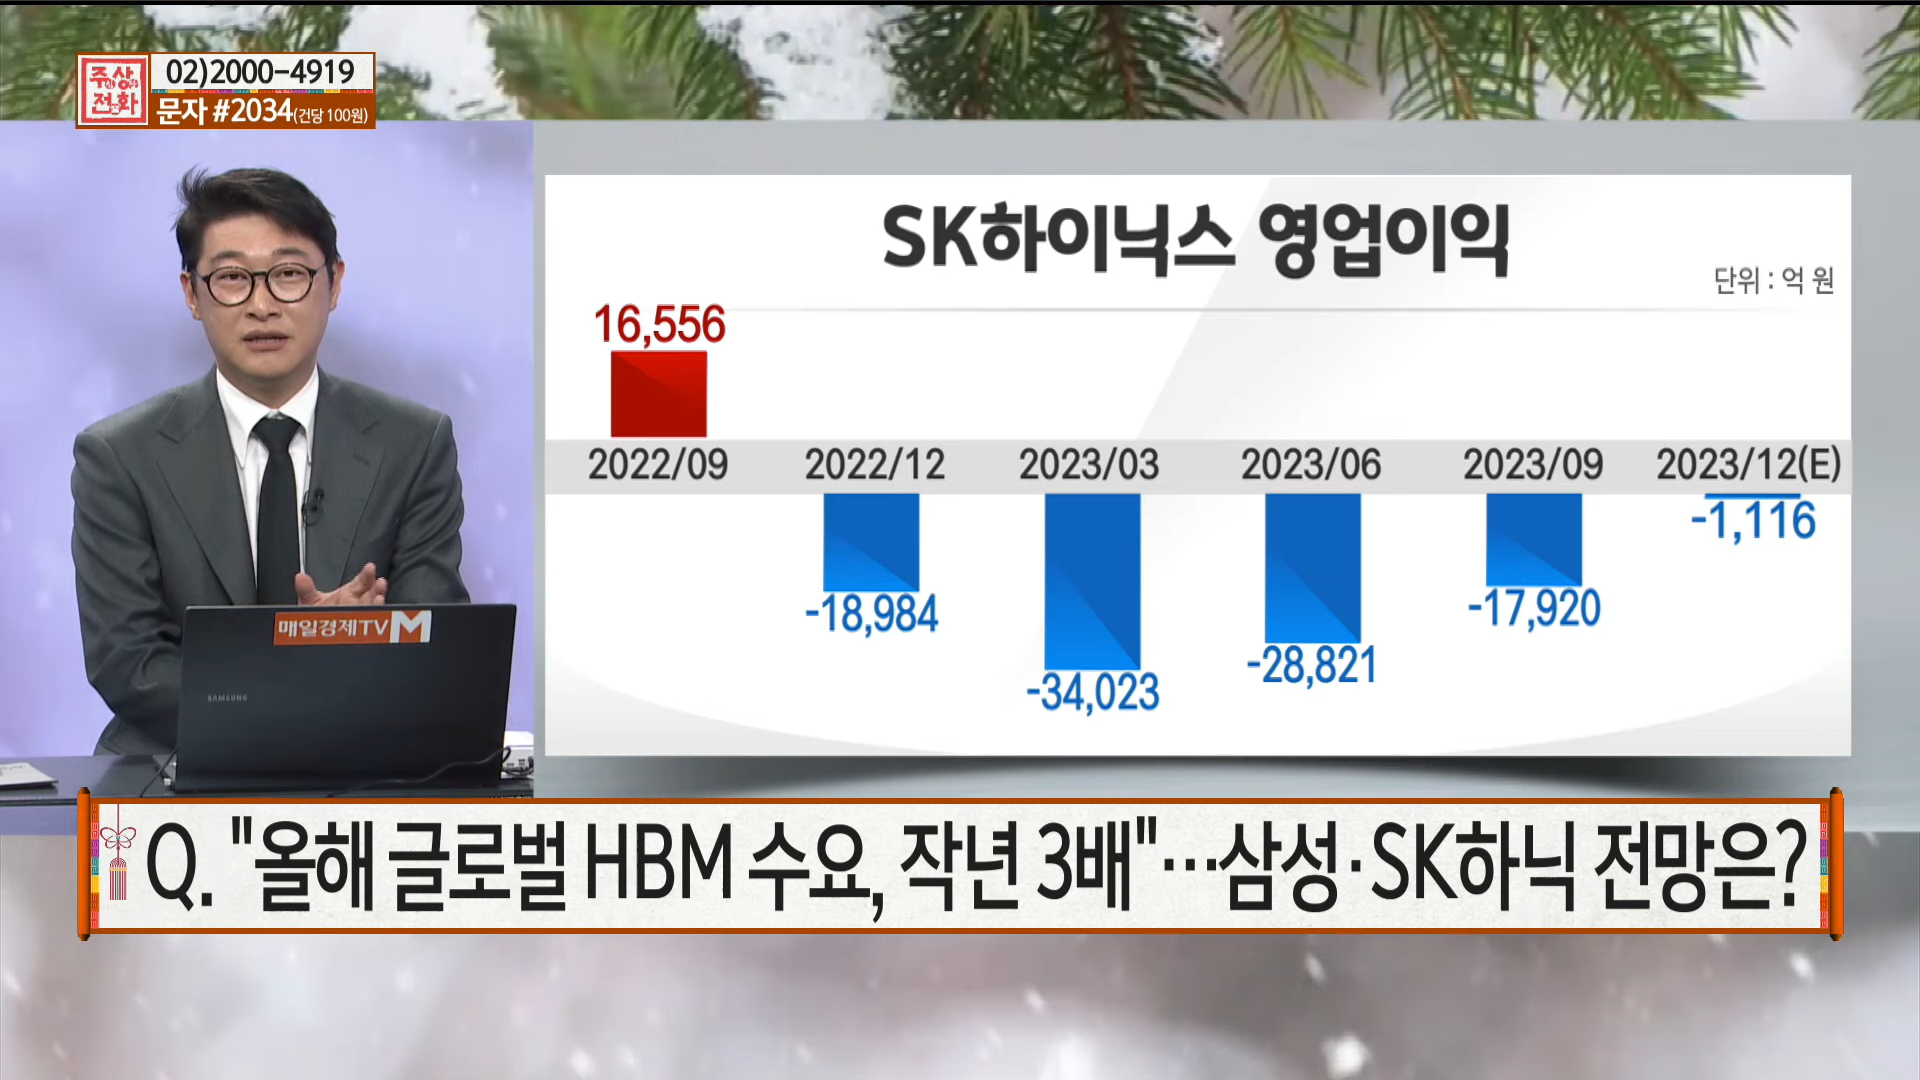 주상전화
02)2000-4919
문자 #2034(건당 100원)
SK하이닉스 영업이익
단위 : 억 원
16,556
2022/09 2022/12 2023/03 2023/06 2023/09 2023/12(E)
-18,984 -34,023 -28,821 -17,920 -1,116
매일경제TV M
SAMSUNG
Q. "올해 글로벌 HBM 수요, 작년 3배"…삼성·SK하닉 전망은?